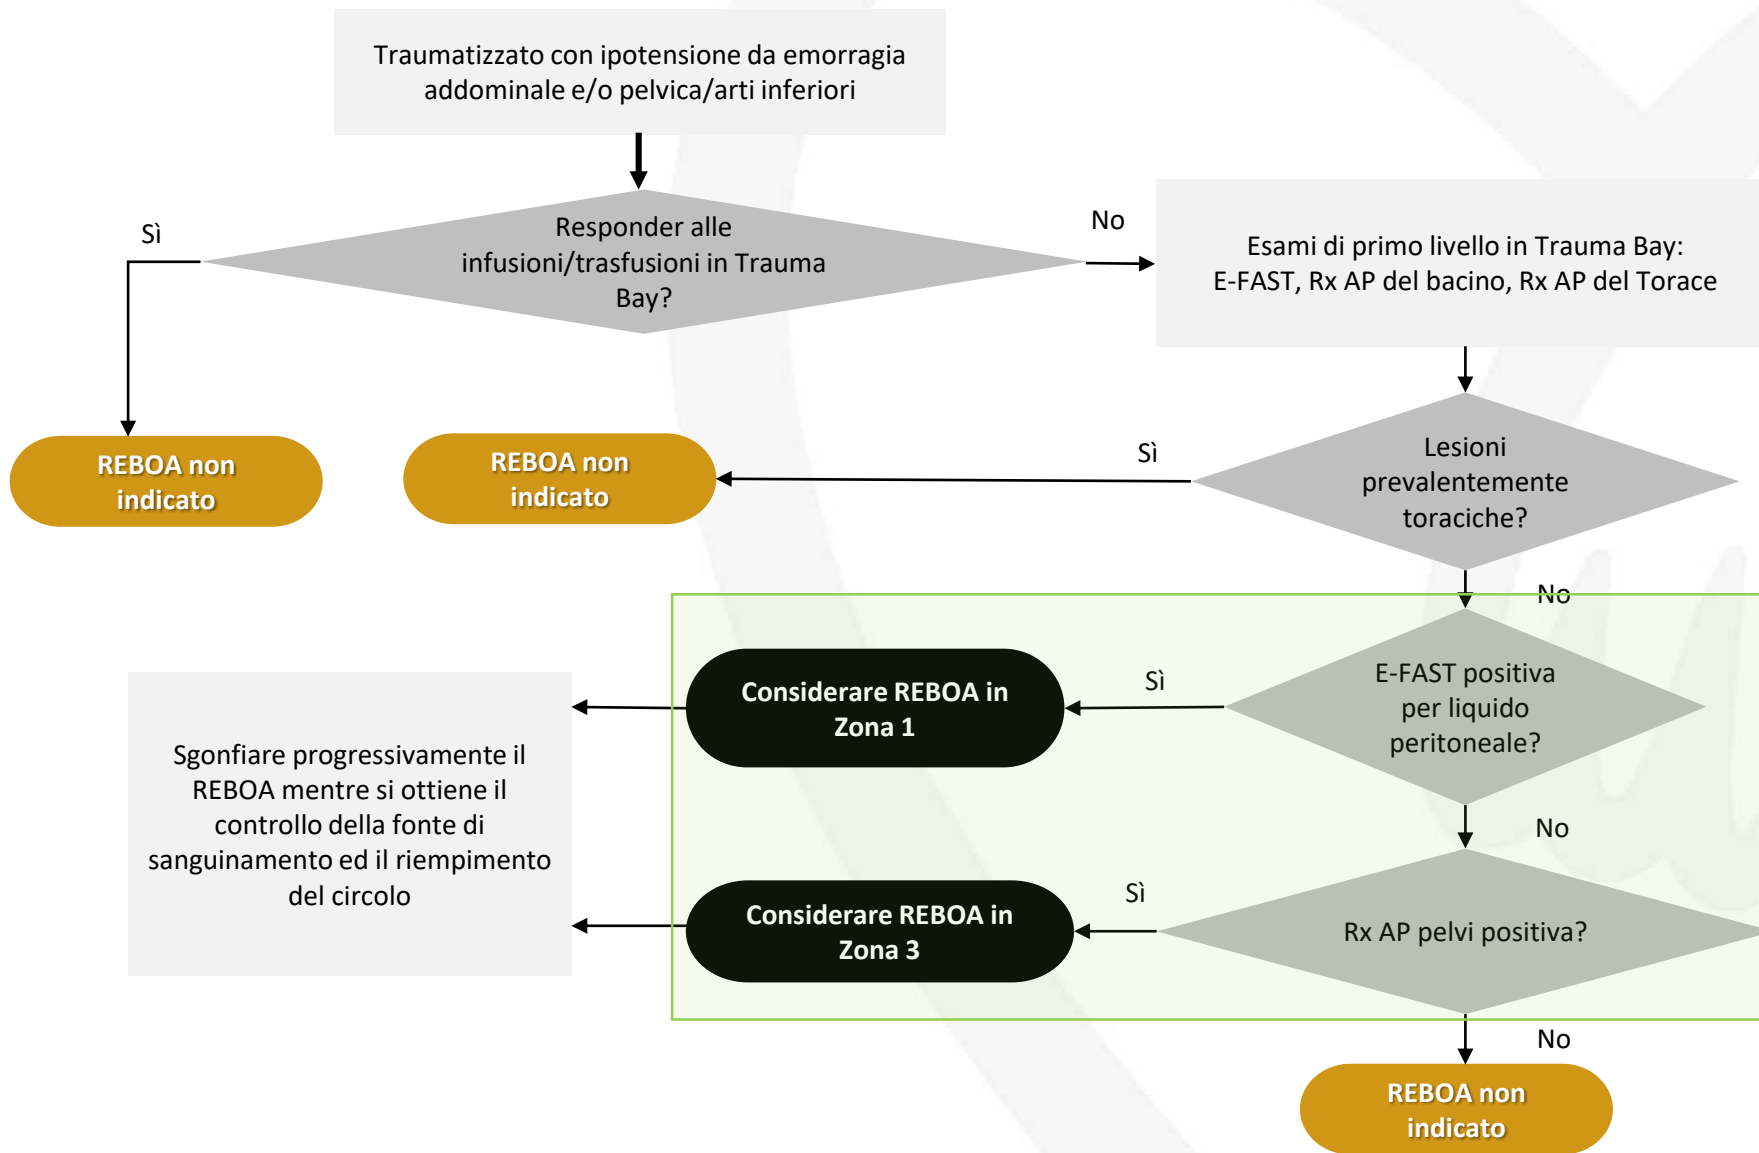 Traumatizzato con ipotensione da emorragia
addominale e/o pelvica/arti inferiori
Responder alle
infusioni/trasfusioni in Trauma
Bay?
Sì
No
Esami di primo livello in Trauma Bay:
E-FAST, Rx AP del bacino, Rx AP del Torace
REBOA non
indicato
REBOA non
indicato
Sì
Lesioni
prevalentemente
toraciche?
No
Considerare REBOA in
Zona 1
Sì
E-FAST positiva
per liquido
peritoneale?
Sgonfiare progressivamente il
REBOA mentre si ottiene il
controllo della fonte di
sanguinamento ed il riempimento
del circolo
No
Considerare REBOA in
Zona 3
Sì
Rx AP pelvi positiva?
No
REBOA non
indicato